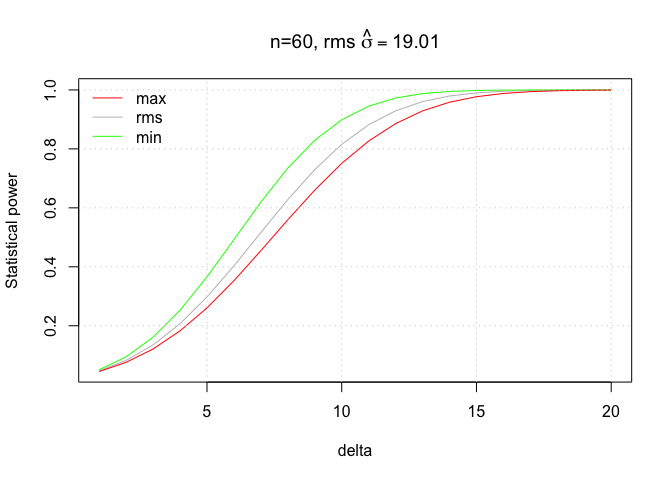 n=60, rms σ̂ = 19.01
max
rms
min
Statistical power
1.0
0.8
0.6
0.4
0.2
5 10 15 20
delta